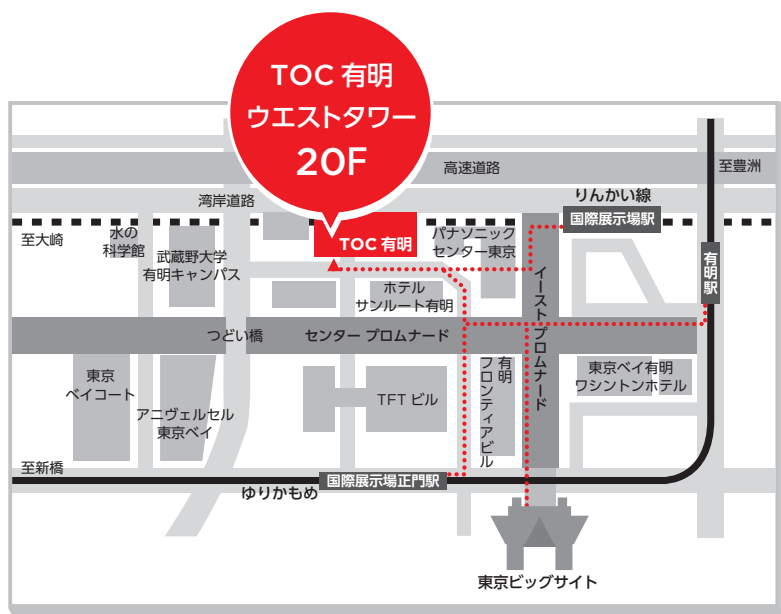 TOC 有明
ウエストタワー
20F
高速道路
至豊洲
湾岸道路
りんかい線
国際展示場駅
至大崎
水の
科学館
武蔵野大学
有明キャンパス
TOC 有明
パナソニック
センター東京
有明駅
ホテル
サンルート有明
イースト プロムナード
つどい橋
センター プロムナード
東京
ベイコート
アニヴェルセル
東京ベイ
TFT ビル
有明
フロンティアビル
東京ベイ有明
ワシントンホテル
至新橋
ゆりかもめ
国際展示場正門駅
東京ビッグサイト